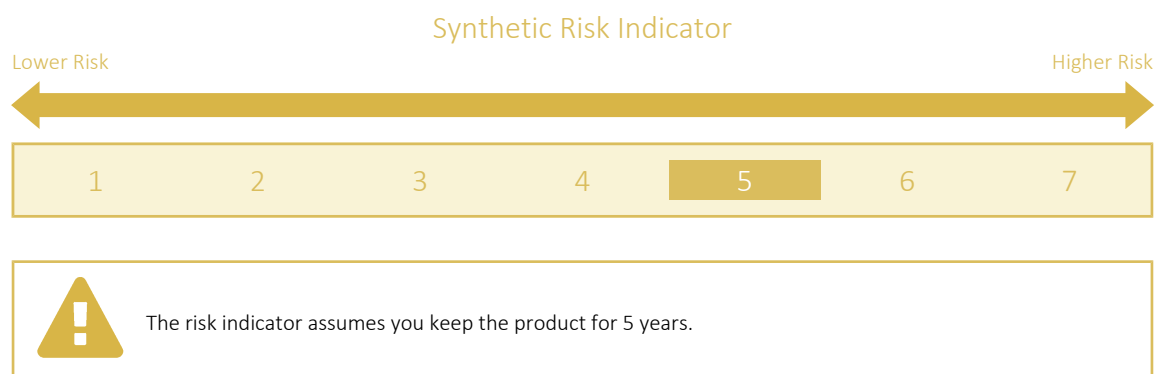 Synthetic Risk Indicator
Lower Risk Higher Risk
1 2 3 4 5 6 7
The risk indicator assumes you keep the product for 5 years.